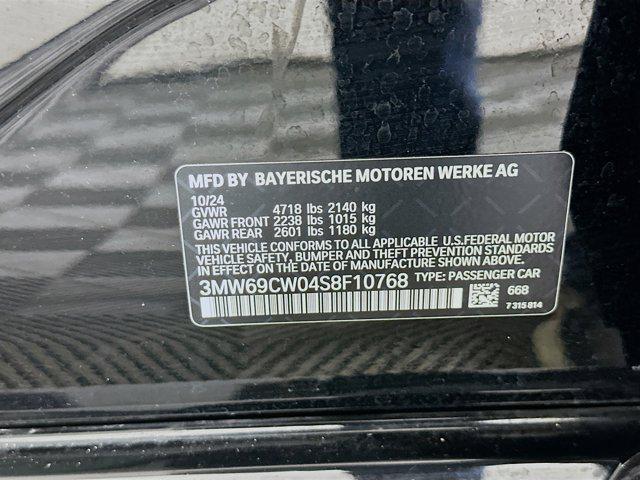 MFD BY BAYERISCHE MOTOREN WERKE AG
10/24
GVWR 4718 lbs 2140 kg
GAWR FRONT 2238 lbs 1015 kg
GAWR REAR 2601 lbs 1180 kg
THIS VEHICLE CONFORMS TO ALL APPLICABLE U.S.FEDERAL MOTOR
VEHICLE SAFETY, BUMPER AND THEFT PREVENTION STANDARDS
IN EFFECT ON THE DATE OF MANUFACTURE SHOWN ABOVE.
3MW69CW04S8F10768 TYPE: PASSENGER CAR
668
7 315 814